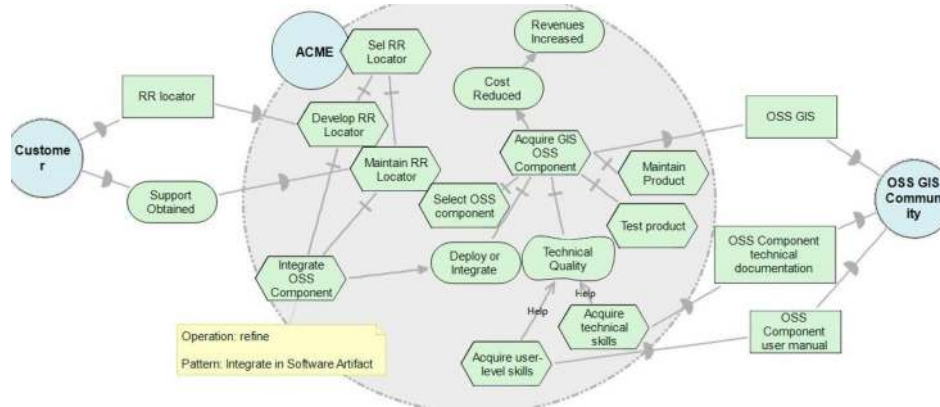 ACME
Sel RR
Locator
Revenues
Increased
RR locator
Cost
Reduced
Develop RR
Locator
Acquire GIS
OSS
Component
OSS GIS
Custome
r
Maintain RR
Locator
Maintain
Product
Support
Obtained
Select OSS
component
Test product
OSS GIS
Commun
ity
Integrate
OSS
Component
Deploy or
Integrate
Technical
Quality
OSS Component
technical
documentation
Help
Help
Acquire
technical
skills
OSS
Component
user manual
Operation: refine
Pattern: Integrate in Software Artifact
Acquire user-
level skills